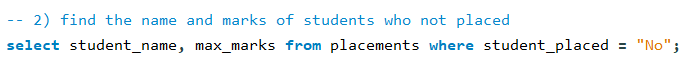 -- 2) find the name and marks of students who not placed
select student_name, max_marks from placements where student_placed = "No";